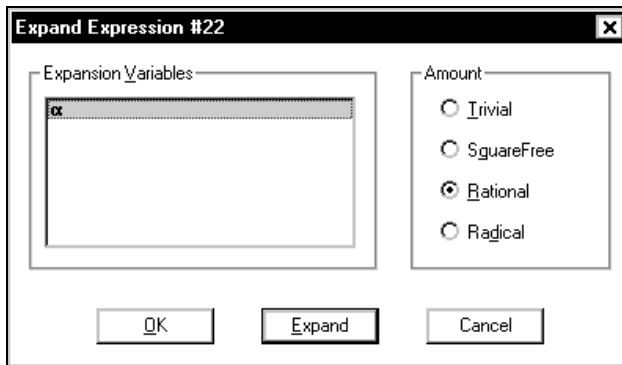 Expand Expression #22
Expansion Variables
α
Amount
Trivial
SquareFree
Rational
Radical
OK
Expand
Cancel